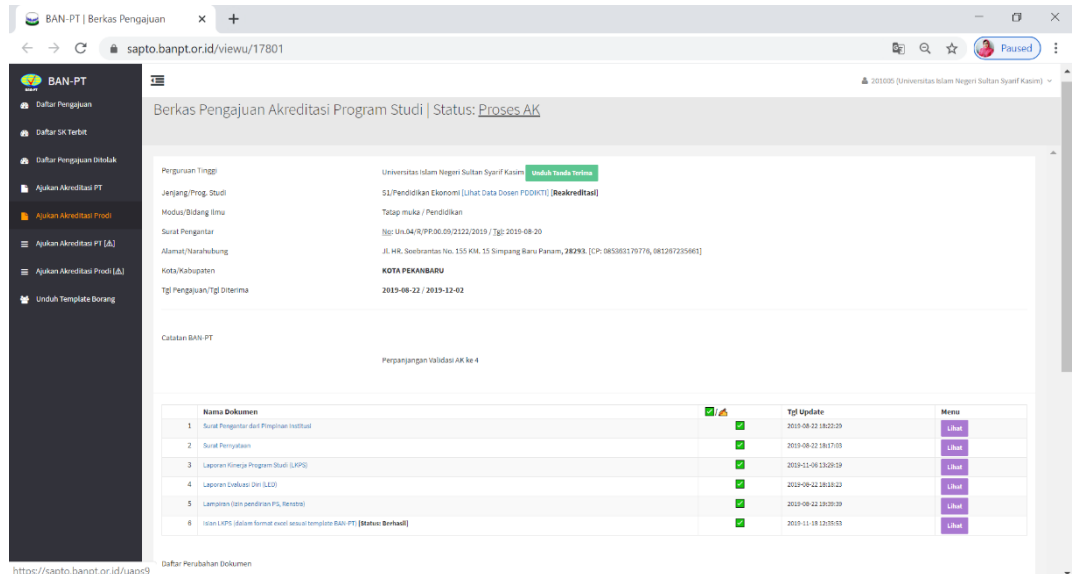 BAN-PT | Berkas Pengajuan
sapto.banpt.or.id/viewu/17801
Paused
BAN-PT
201005 (Universitas Islam Negeri Sultan Syarif Kasim)
Daftar Pengajuan
Daftar SK Terbit
Daftar Pengajuan Ditolak
Ajukan Akreditasi PT
Ajukan Akreditasi Prodi
Ajukan Akreditasi PT [⚠]
Ajukan Akreditasi Prodi [⚠]
Unduh Template Borang
Berkas Pengajuan Akreditasi Program Studi | Status: Proses AK
Perguruan Tinggi Universitas Islam Negeri Sultan Syarif Kasim Unduh Tanda Terima
Jenjang/Prog. Studi S1/Pendidikan Ekonomi [Lihat Data Dosen PDDIKTI] [Reakreditasi]
Modus/Bidang Ilmu Tatap muka / Pendidikan
Surat Pengantar No: Un.04/R/PP.00.09/2122/2019 / Tgl: 2019-08-20
Alamat/Narahubung Jl. HR. Soebrantas No. 155 KM. 15 Simpang Baru Panam, 28293. [CP: 085363179776, 081267235661]
Kota/Kabupaten KOTA PEKANBARU
Tgl Pengajuan/Tgl Diterima 2019-08-22 / 2019-12-02
Catatan BAN-PT
Perpanjangan Validasi AK ke 4
Nama Dokumen / Tgl Update Menu
1 Surat Pengantar dari Pimpinan Institusi 2019-08-22 18:22:29 Lihat
2 Surat Pernyataan 2019-08-22 18:17:03 Lihat
3 Laporan Kinerja Program Studi (LKPS) 2019-11-06 13:29:19 Lihat
4 Laporan Evaluasi Diri (LED) 2019-08-22 18:18:23 Lihat
5 Lampiran (izin pendirian PS, Renstra) 2019-08-22 19:39:39 Lihat
6 Isian LKPS (dalam format excel sesuai template BAN-PT) [Status: Berhasil] 2019-11-18 12:35:53 Lihat
Daftar Perubahan Dokumen
https://sapto.banpt.or.id/uaps9